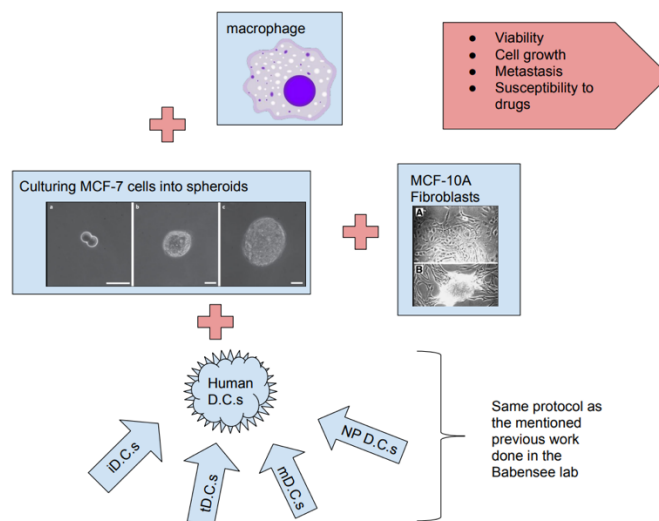 macrophage
● Viability
● Cell growth
● Metastasis
● Susceptibility to
drugs
Culturing MCF-7 cells into spheroids
a
b
c
MCF-10A
Fibroblasts
A
B
Human
D.C.s
iD.C.s
tD.C.s
mD.C.s
NP D.C.s
Same protocol as
the mentioned
previous work
done in the
Babensee lab